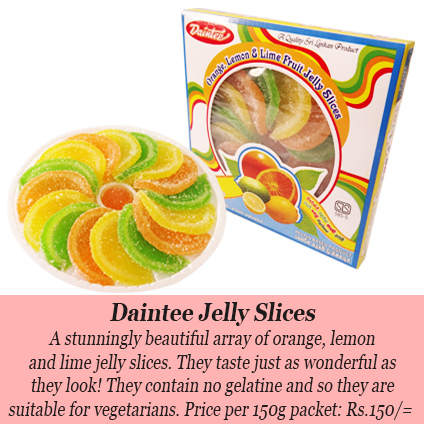 Daintee
A Quality Sri Lankan Product
Orange, Lemon & Lime Fruit Jelly Slices
SLS
Daintee Jelly Slices
A stunningly beautiful array of orange, lemon
and lime jelly slices. They taste just as wonderful as
they look! They contain no gelatine and so they are
suitable for vegetarians. Price per 150g packet: Rs.150/=